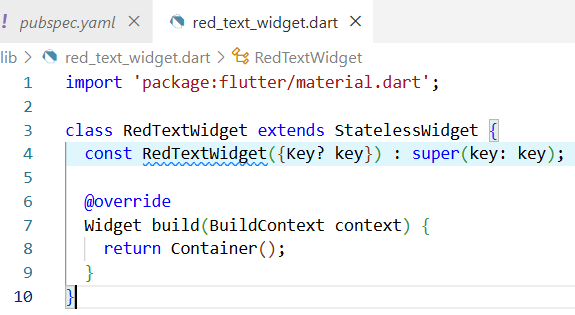 ! pubspec.yaml × red_text_widget.dart ×
lib > red_text_widget.dart > RedTextWidget
1 import 'package:flutter/material.dart';
2
3 class RedTextWidget extends StatelessWidget {
4   const RedTextWidget({Key? key}) : super(key: key);
5
6   @override
7   Widget build(BuildContext context) {
8     return Container();
9   }
10 }